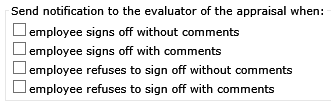 Send notification to the evaluator of the appraisal when:
employee signs off without comments
employee signs off with comments
employee refuses to sign off without comments
employee refuses to sign off with comments